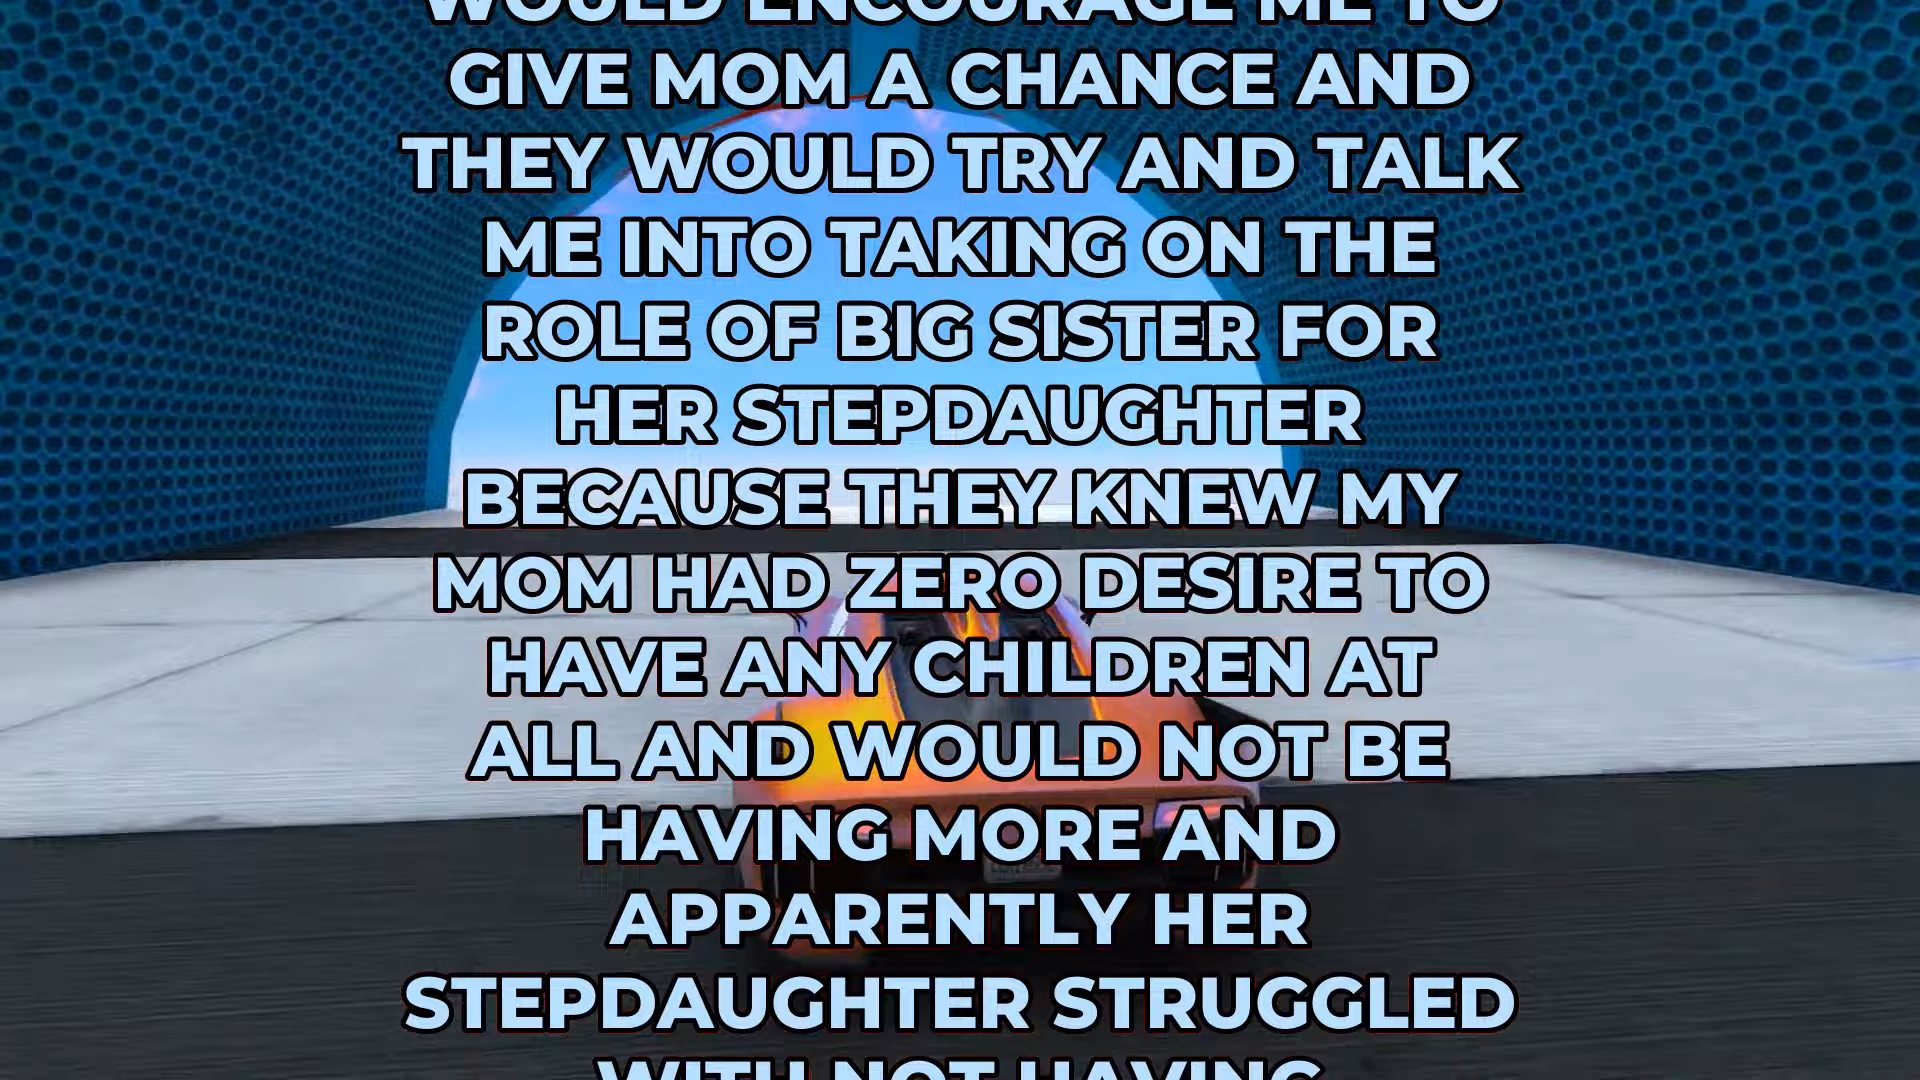 WOULD ENCOURAGE ME TO
GIVE MOM A CHANCE AND
THEY WOULD TRY AND TALK
ME INTO TAKING ON THE
ROLE OF BIG SISTER FOR
HER STEPDAUGHTER
BECAUSE THEY KNEW MY
MOM HAD ZERO DESIRE TO
HAVE ANY CHILDREN AT
ALL AND WOULD NOT BE
HAVING MORE AND
APPARENTLY HER
STEPDAUGHTER STRUGGLED
WITH NOT HAVING